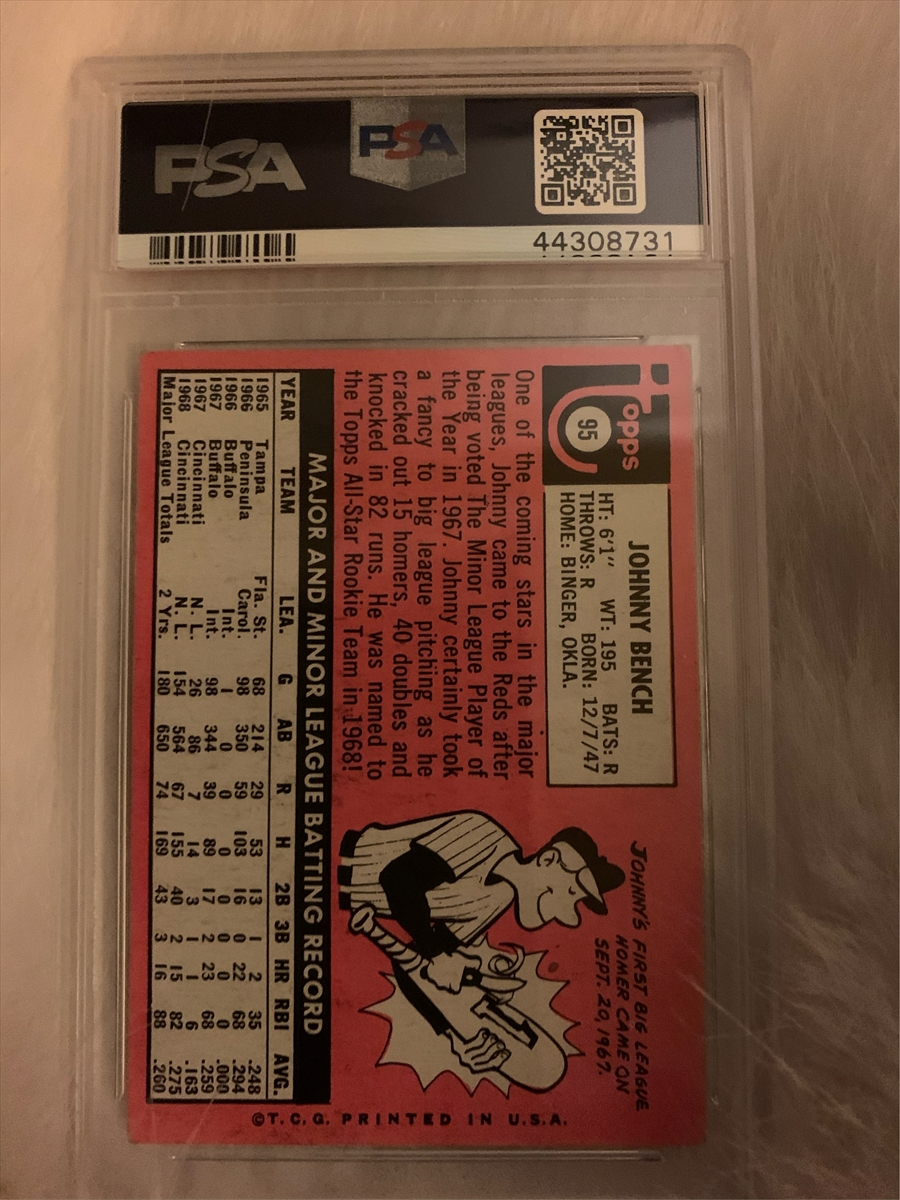 PSA
PSA
44308731
Topps
95
JOHNNY BENCH
HT: 6'1" WT: 195 BATS: R
THROWS: R BORN: 12/7/47
HOME: BINGER, OKLA.
One of the coming stars in the major
leagues, Johnny came to the Reds after
being voted The Minor League Player of
the Year in 1967. Johnny certainly took
a fancy to big league pitching as he
cracked out 15 homers, 40 doubles and
knocked in 82 runs. He was named to
the Topps All-Star Rookie Team in 1968!
JOHNNY'S FIRST BIG LEAGUE
HOMER CAME ON
SEPT. 20, 1967.
1
MAJOR AND MINOR LEAGUE BATTING RECORD
YEAR TEAM LEA. G AB R H 2B 3B HR RBI AVG.
1965 Tampa Fla. St. 68 214 29 53 13 1 2 35 .248
1966 Peninsula Carol. 98 350 59 103 16 0 22 68 .294
1966 Buffalo Int. 1 0 0 0 0 0 0 0 .000
1967 Buffalo Int. 98 344 39 89 17 2 23 68 .259
1967 Cincinnati N. L. 26 86 7 14 3 1 1 6 .163
1968 Cincinnati N. L. 154 564 67 155 40 2 15 82 .275
Major League Totals 2 Yrs. 180 650 74 169 43 3 16 88 .260
©T.C.G. PRINTED IN U.S.A.